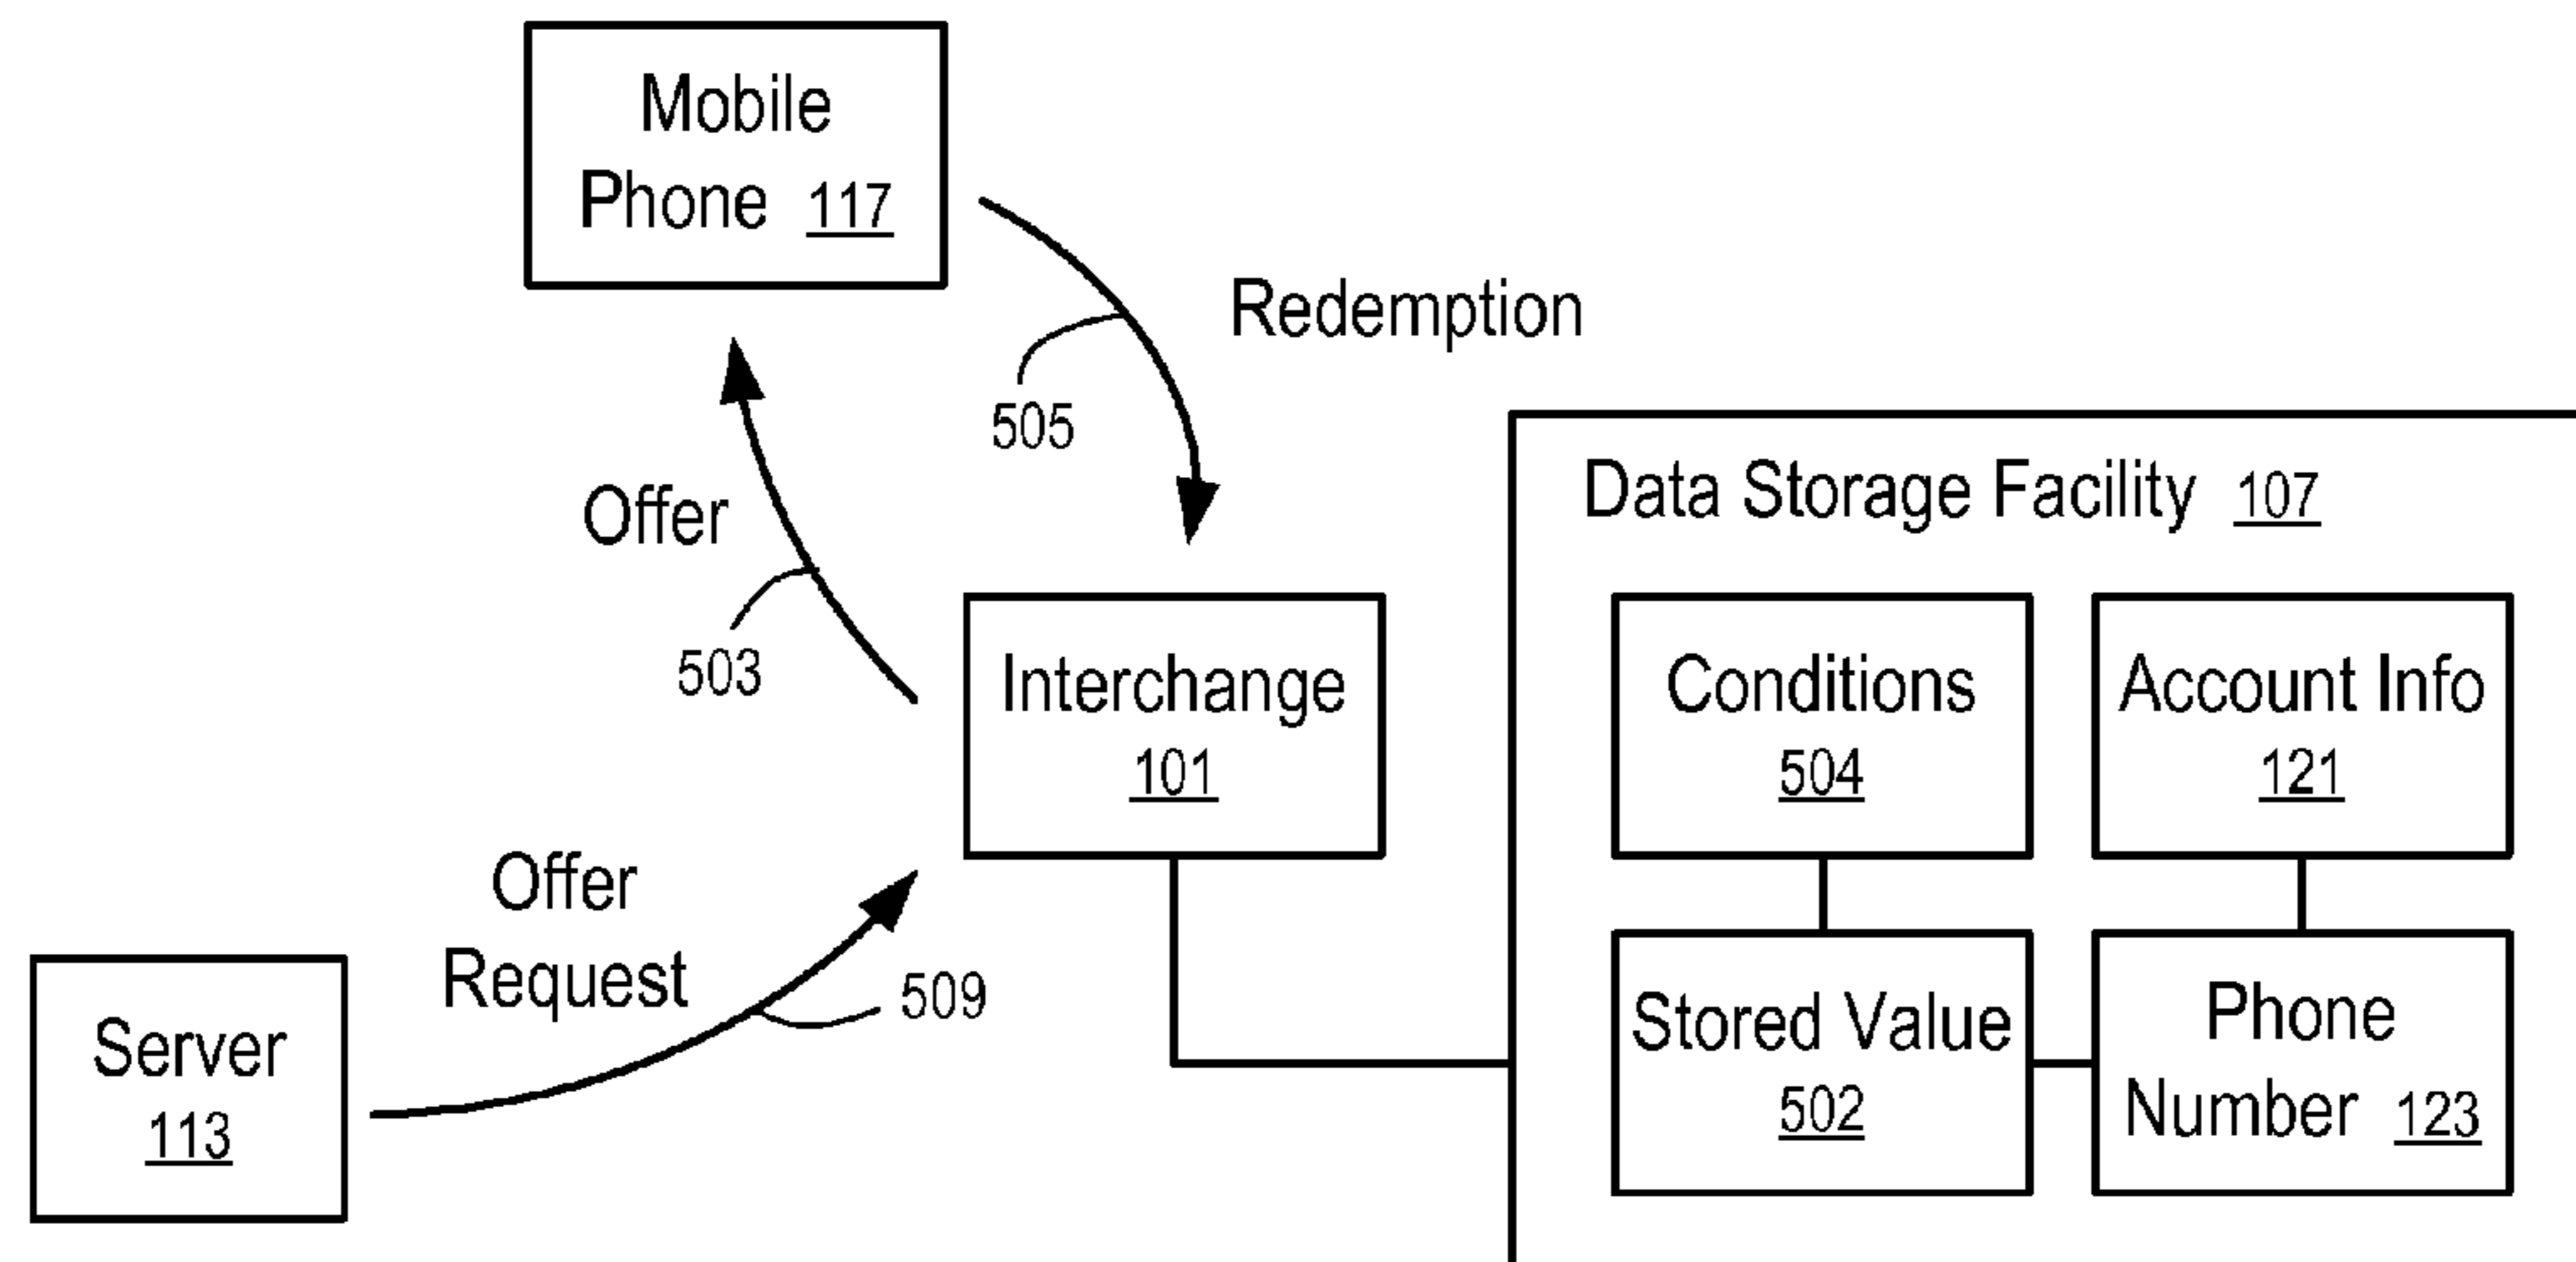 Mobile
Phone 117
Redemption
505
Offer
503
Data Storage Facility 107
Interchange
101
Conditions
504
Account Info
121
Offer
Request
509
Server
113
Stored Value
502
Phone
Number 123